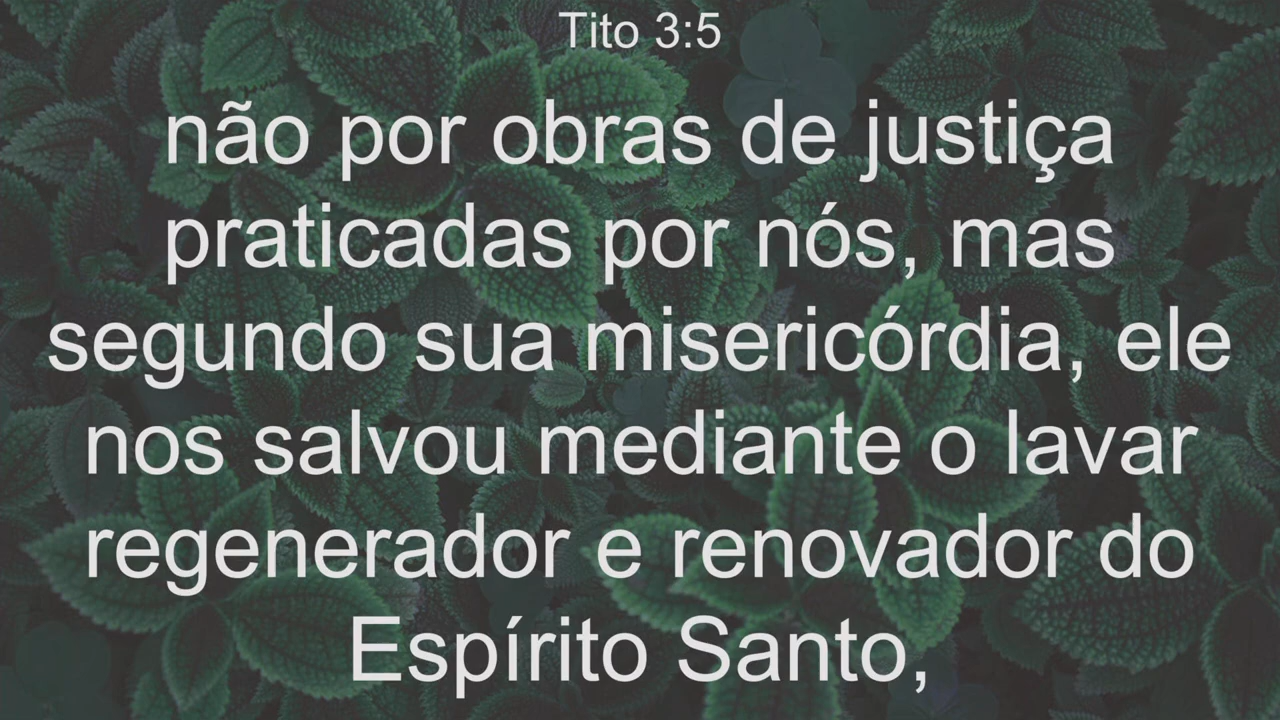 Tito 3:5
não por obras de justiça
praticadas por nós, mas
segundo sua misericórdia, ele
nos salvou mediante o lavar
regenerador e renovador do
Espírito Santo,